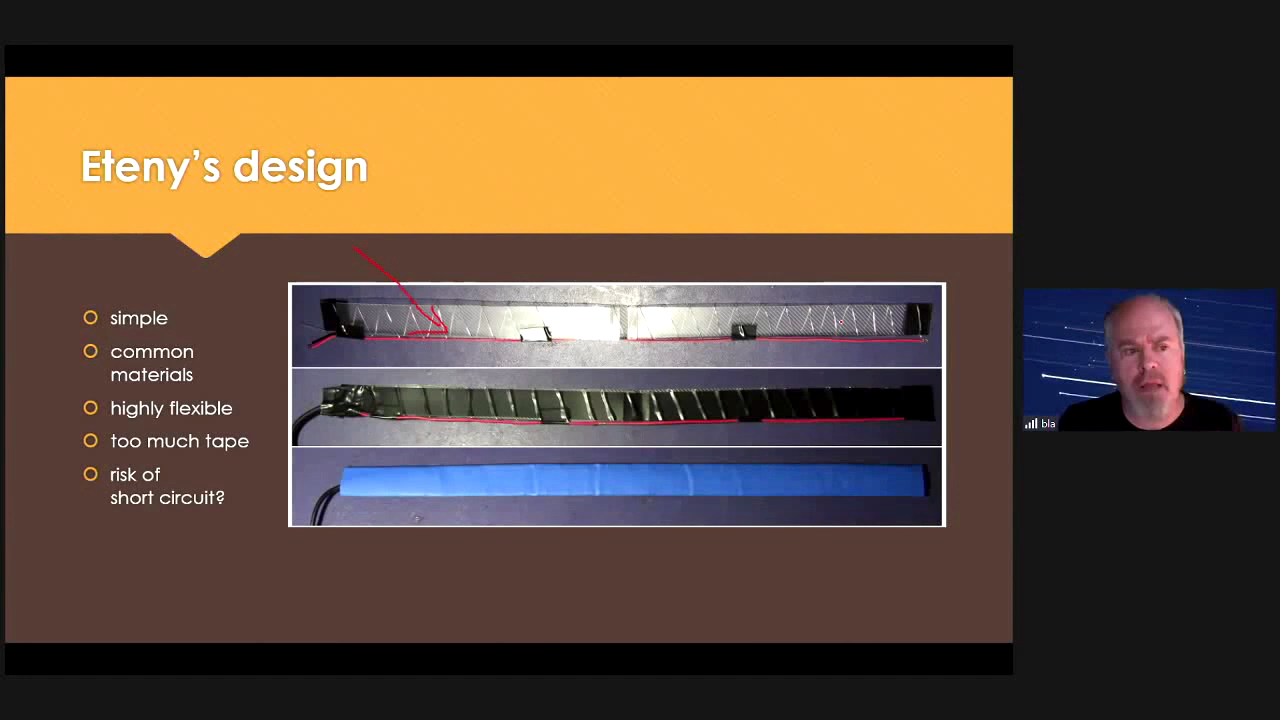 Eteny's design
simple
common
materials
highly flexible
too much tape
risk of
short circuit?
bla